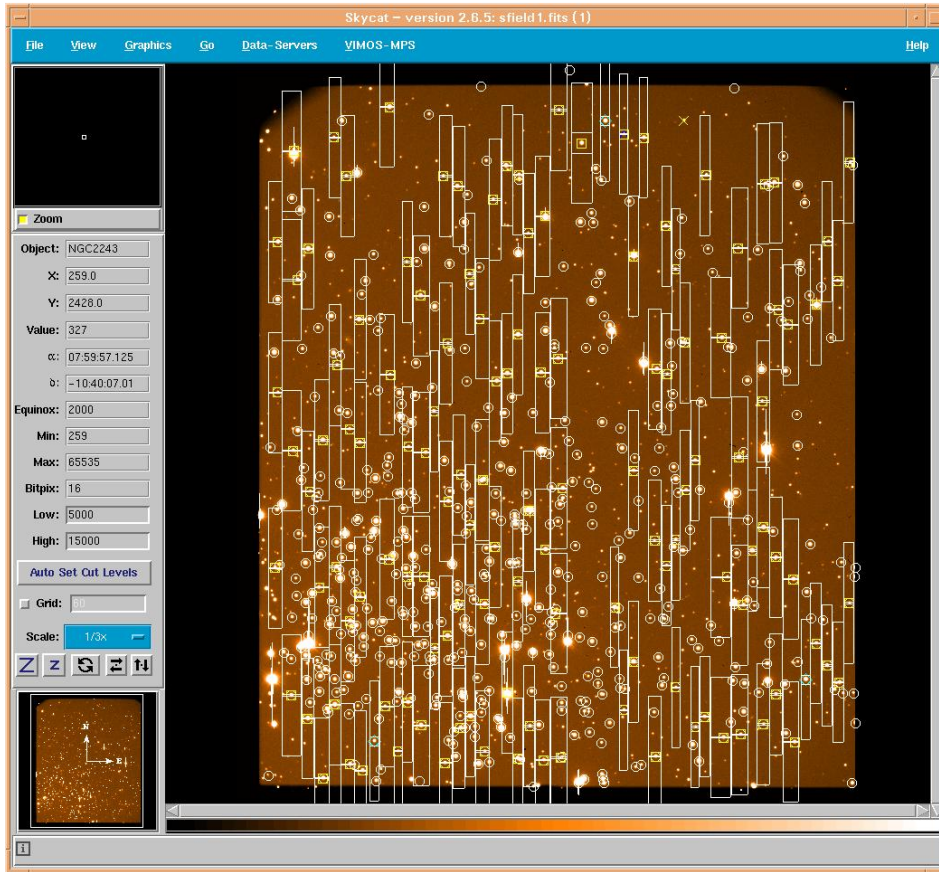 Skycat - version 2.6.5: sfield1.fits (1)
File View Graphics Go Data-Servers VIMOS-MPS Help
Zoom
Object: NGC2243
X: 259.0
Y: 2428.0
Value: 327
α: 07:59:57.125
δ: -10:40:07.01
Equinox: 2000
Min: 259
Max: 65535
Bitpix: 16
Low: 5000
High: 15000
Auto Set Cut Levels
Grid: 60
Scale: 1/3x
Z Z
N
E
i